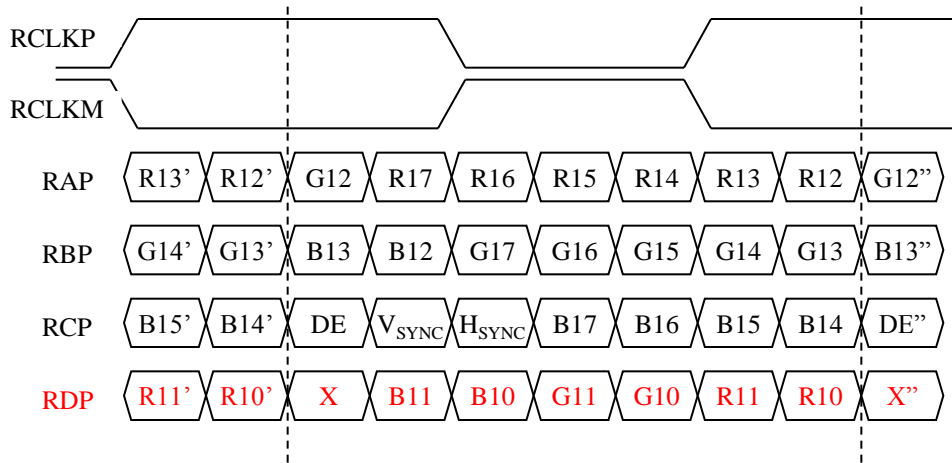 RCLKP
RCLKM
RAP R13’ R12’ G12 R17 R16 R15 R14 R13 R12 G12”
RBP G14’ G13’ B13 B12 G17 G16 G15 G14 G13 B13”
RCP B15’ B14’ DE VSYNC HSYNC B17 B16 B15 B14 DE”
RDP R11’ R10’ X B11 B10 G11 G10 R11 R10 X”